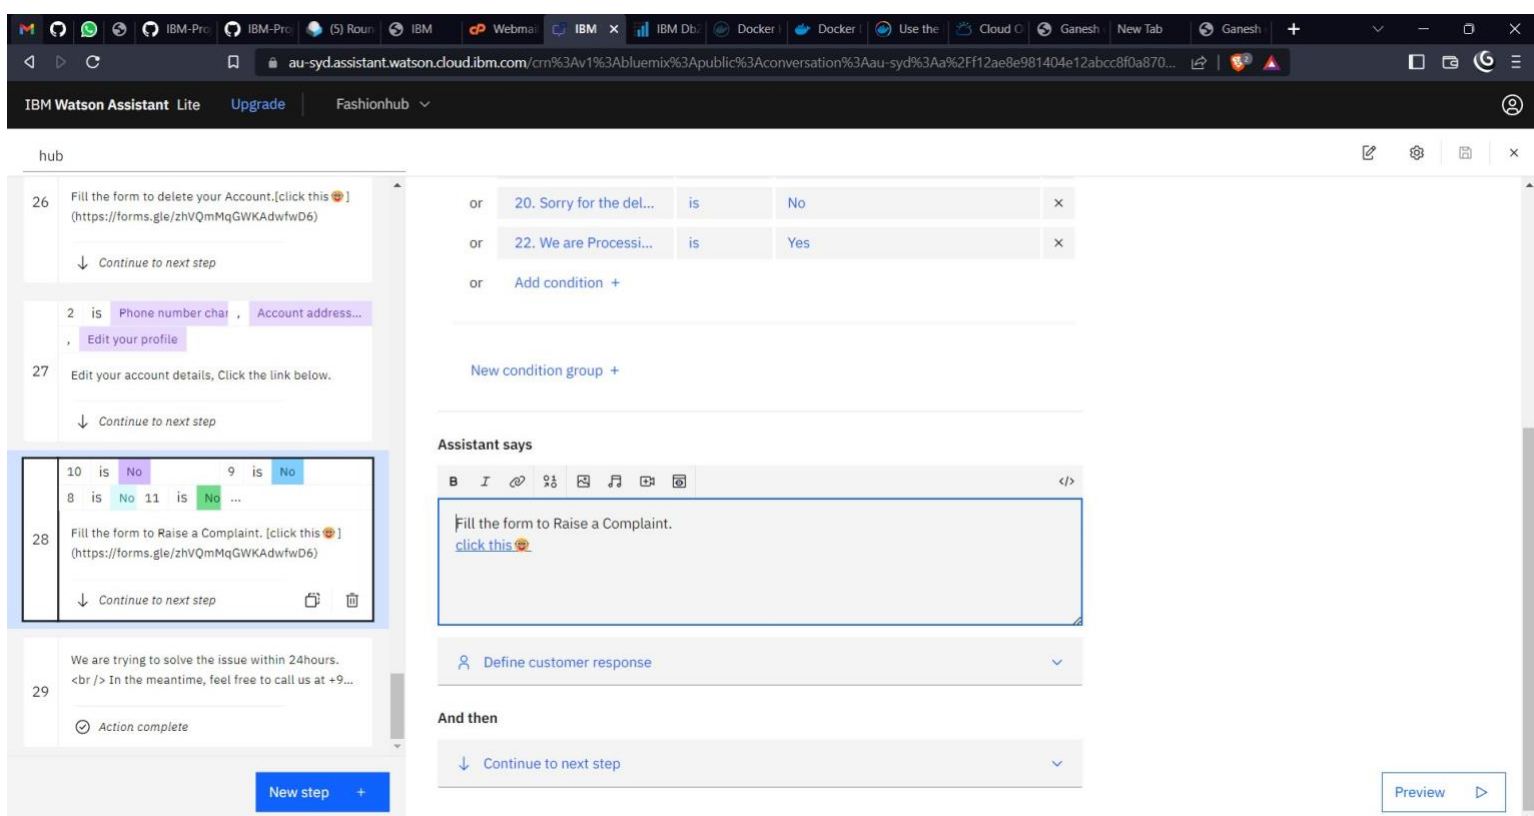 IBM-Pro
IBM-Pro
(5) Roun
IBM
Webmai
IBM
IBM Db2
Docker
Docker
Use the
Cloud O
Ganesh
New Tab
Ganesh
au-syd.assistant.watson.cloud.ibm.com/crn%3Av1%3Abluemix%3Apublic%3Aconversation%3Aau-syd%3Aa%2Ff12ae8e981404e12abcc8f0a870...
IBM Watson Assistant Lite
Upgrade
Fashionhub
hub
26
Fill the form to delete your Account.[click this🤠]
(https://forms.gle/zhVQmMqGWKAdwfwD6)
Continue to next step
2 is Phone number char , Account address...
, Edit your profile
27
Edit your account details, Click the link below.
Continue to next step
10 is No 9 is No
8 is No 11 is No ...
28
Fill the form to Raise a Complaint. [click this🤠]
(https://forms.gle/zhVQmMqGWKAdwfwD6)
Continue to next step
29
We are trying to solve the issue within 24hours.
<br /> In the meantime, feel free to call us at +9...
Action complete
New step +
or 20. Sorry for the del... is No ×
or 22. We are Processi... is Yes ×
or Add condition +
New condition group +
Assistant says
B I </>
Fill the form to Raise a Complaint.
click this🤠
Define customer response
And then
Continue to next step
Preview